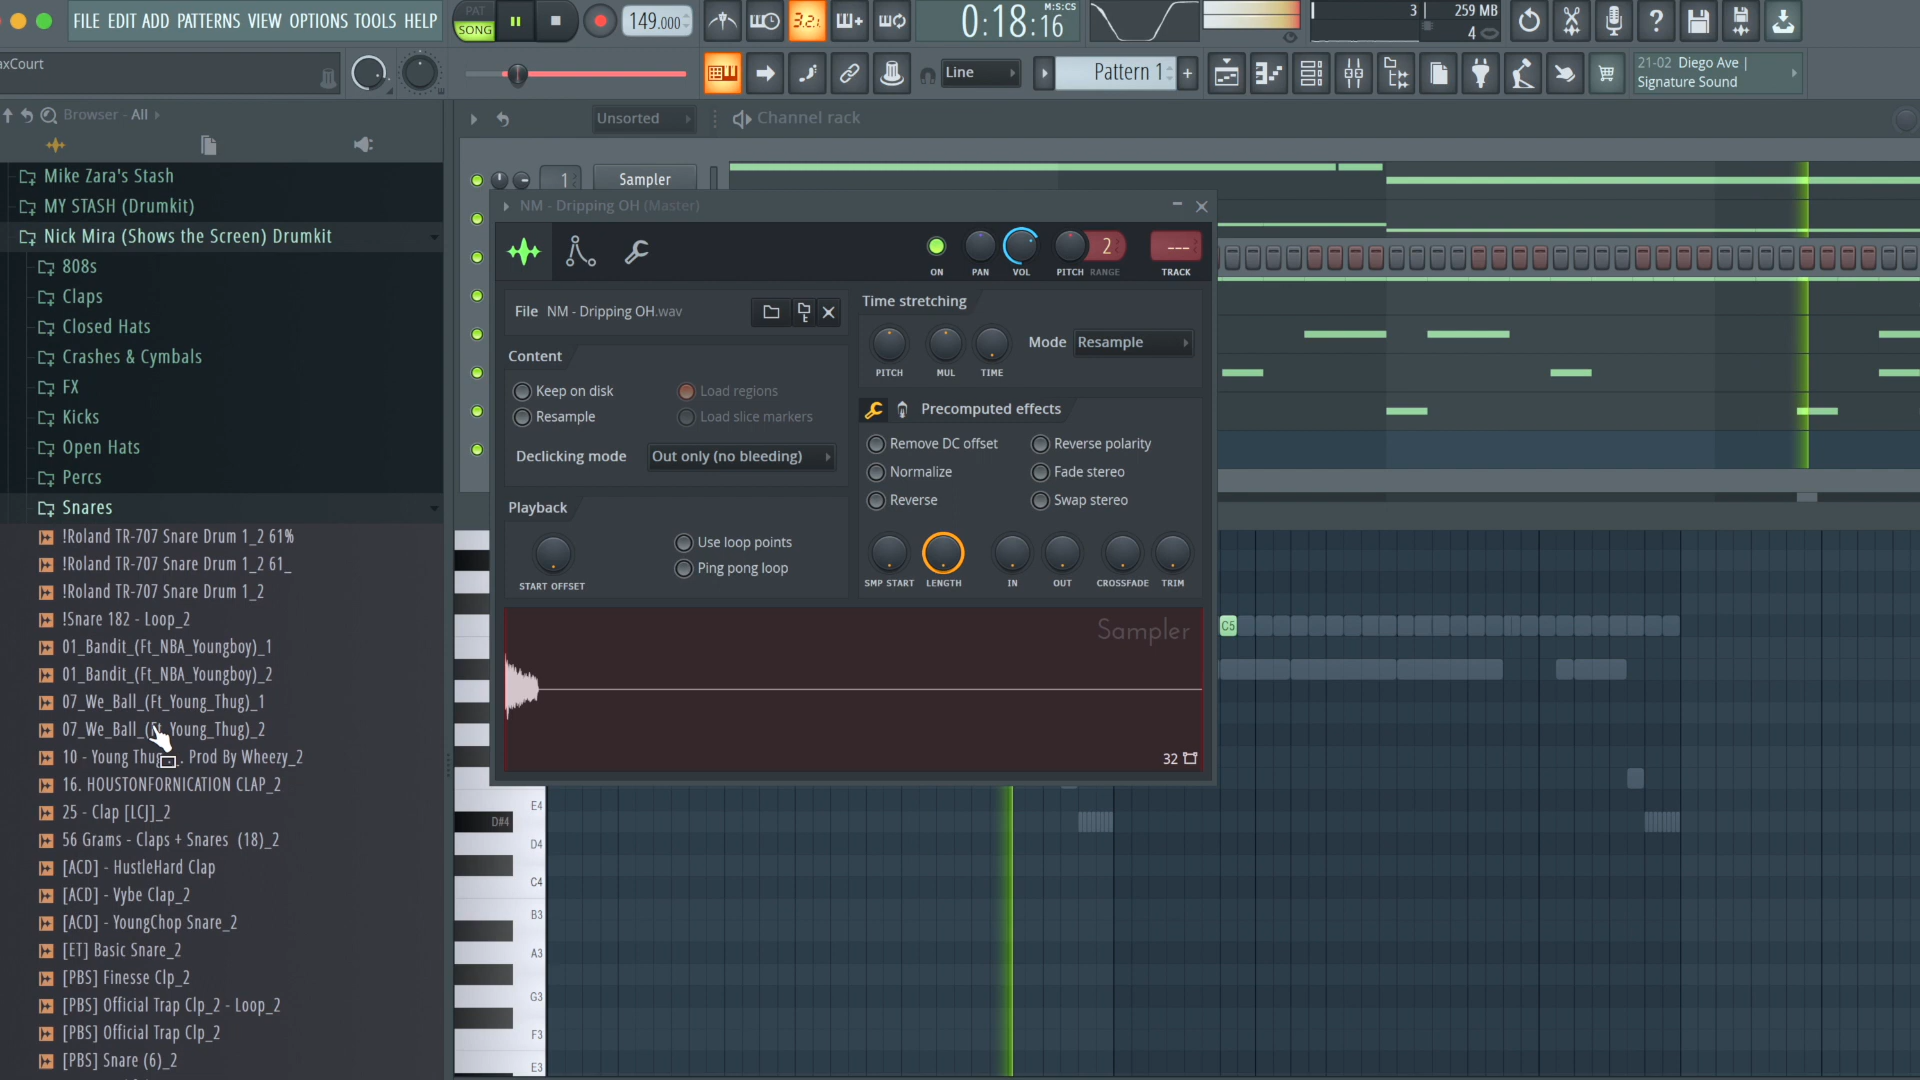 FILE EDIT ADD PATTERNS VIEW OPTIONS TOOLS HELP
PAT
SONG
149.000
3.2.
0:18:16
M:S:CS
3
259 MB
4
axCourt
Line
Pattern 1
+
21-02 Diego Ave |
Signature Sound
Browser - All
Unsorted
Channel rack
Mike Zara's Stash
MY STASH (Drumkit)
Nick Mira (Shows the Screen) Drumkit
808s
Claps
Closed Hats
Crashes & Cymbals
FX
Kicks
Open Hats
Percs
Snares
!Roland TR-707 Snare Drum 1_2 61%
!Roland TR-707 Snare Drum 1_2 61_
!Roland TR-707 Snare Drum 1_2
!Snare 182 - Loop_2
01_Bandit_(Ft_NBA_Youngboy)_1
01_Bandit_(Ft_NBA_Youngboy)_2
07_We_Ball_(Ft_Young_Thug)_1
07_We_Ball_(Ft_Young_Thug)_2
10 - Young Thug . Prod By Wheezy_2
16. HOUSTONFORNICATION CLAP_2
25 - Clap [LCJ]_2
56 Grams - Claps + Snares (18)_2
[ACD] - HustleHard Clap
[ACD] - Vybe Clap_2
[ACD] - YoungChop Snare_2
[ET] Basic Snare_2
[PBS] Finesse Clp_2
[PBS] Official Trap Clp_2 - Loop_2
[PBS] Official Trap Clp_2
[PBS] Snare (6)_2
1
Sampler
NM - Dripping OH (Master)
ON
PAN
VOL
PITCH
2
RANGE
---
TRACK
File NM - Dripping OH.wav
Content
Keep on disk
Load regions
Resample
Load slice markers
Declicking mode
Out only (no bleeding)
Playback
START OFFSET
Use loop points
Ping pong loop
Time stretching
PITCH
MUL
TIME
Mode
Resample
Precomputed effects
Remove DC offset
Reverse polarity
Normalize
Fade stereo
Reverse
Swap stereo
SMP START
LENGTH
IN
OUT
CROSSFADE
TRIM
Sampler
32
C5
E4
D#4
D4
C4
B3
A3
G3
F3
E3